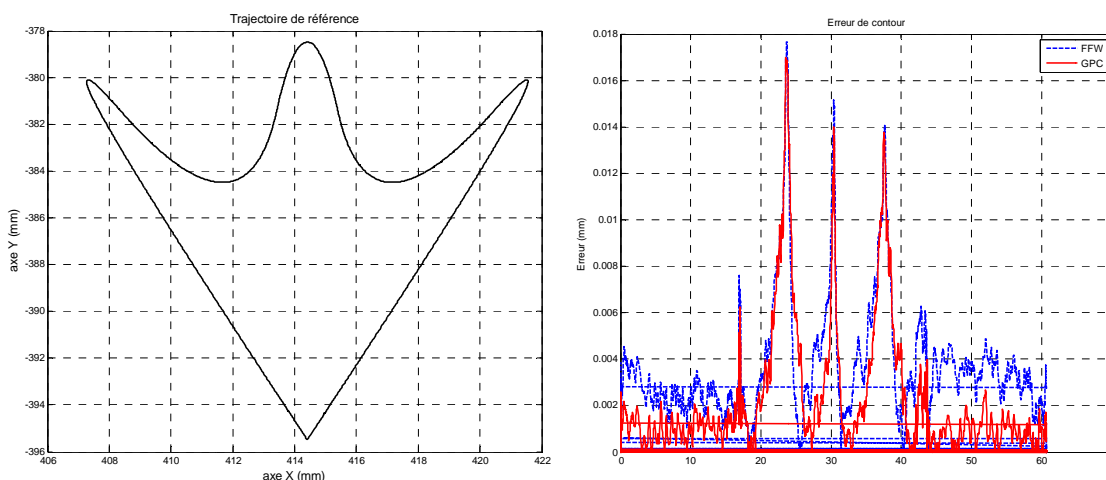 Trajectoire de référence
-378
-380
-382
-384
-386
-388
-390
-392
-394
-396
axe Y (mm)
406 408 410 412 414 416 418 420 422
axe X (mm)
Erreur de contour
0.018
0.016
0.014
0.012
0.01
0.008
0.006
0.004
0.002
0
Erreur (mm)
0 10 20 30 40 50 60
FFW
GPC